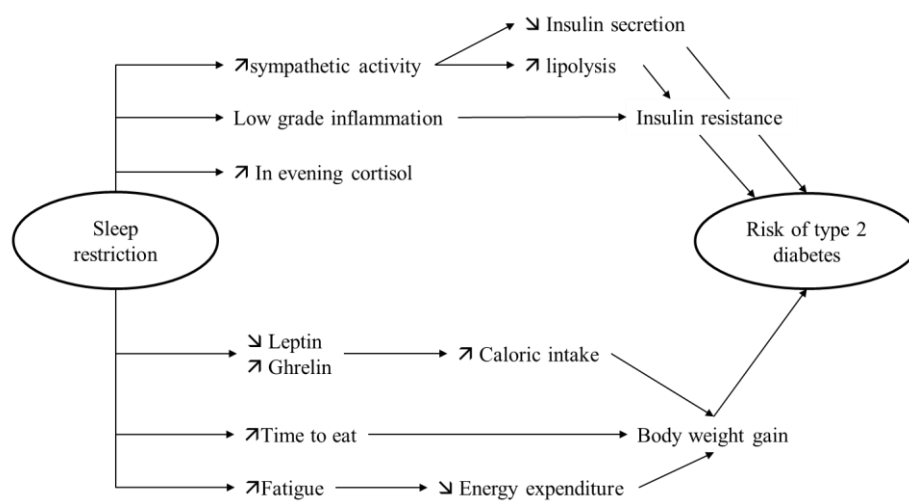 ↘ Insulin secretion
↗sympathetic activity
↗ lipolysis
Low grade inflammation
Insulin resistance
↗ In evening cortisol
Sleep
restriction
Risk of type 2
diabetes
↘ Leptin
↗ Ghrelin
↗ Caloric intake
↗Time to eat
Body weight gain
↗Fatigue
↘ Energy expenditure